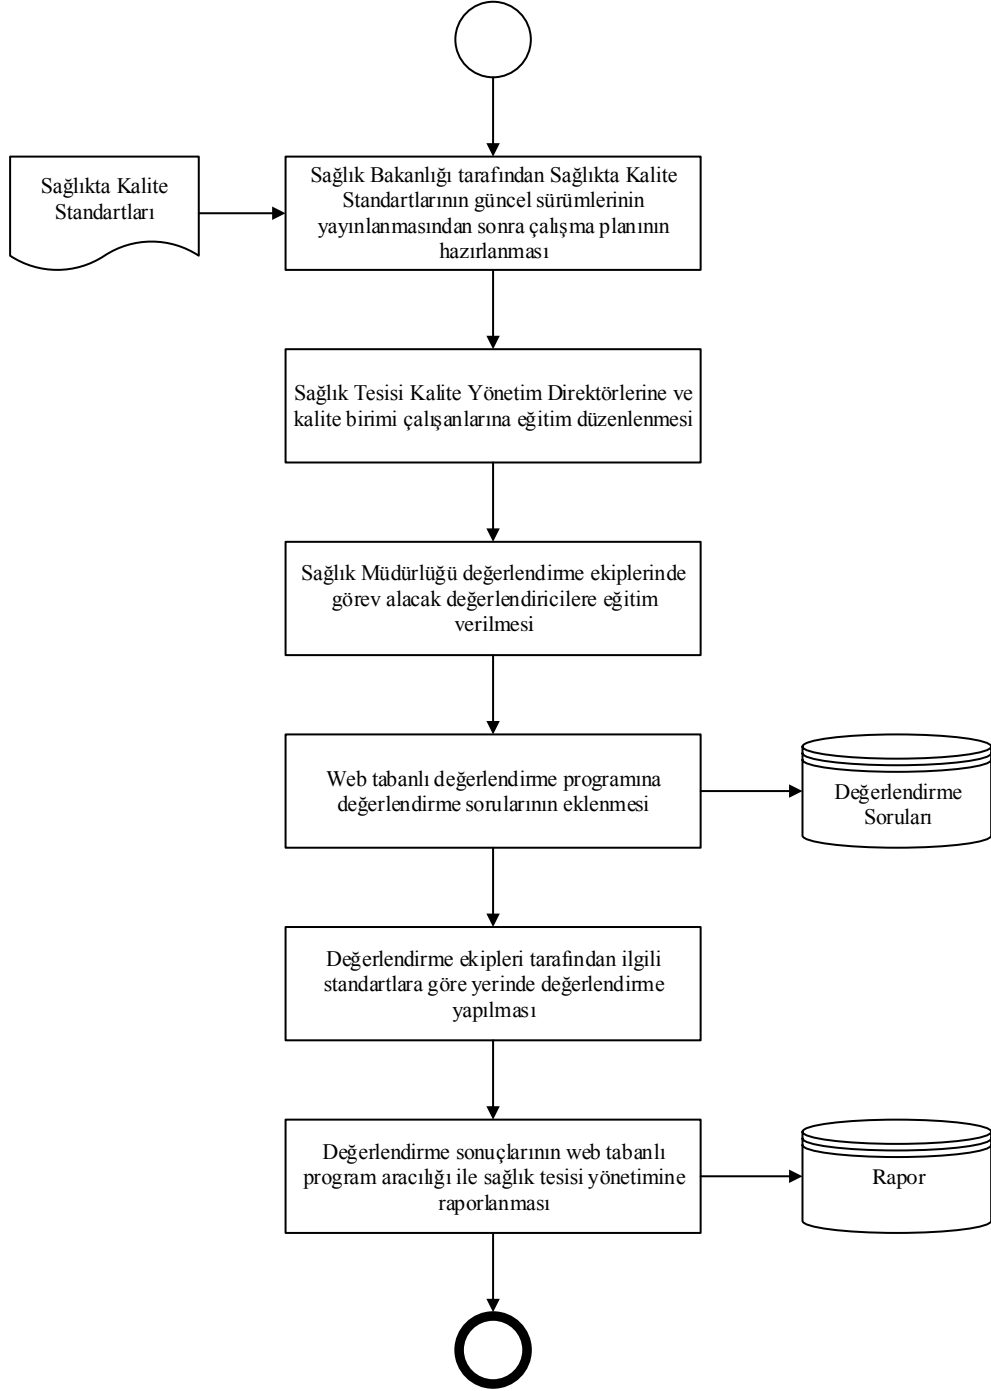 Sağlıkta Kalite
Standartları
Sağlık Bakanlığı tarafından Sağlıkta Kalite
Standartlarının güncel sürümlerinin
yayınlanmasından sonra çalışma planının
hazırlanması
Sağlık Tesisi Kalite Yönetim Direktörlerine ve
kalite birimi çalışanlarına eğitim düzenlenmesi
Sağlık Müdürlüğü değerlendirme ekiplerinde
görev alacak değerlendiricilere eğitim
verilmesi
Web tabanlı değerlendirme programına
değerlendirme sorularının eklenmesi
Değerlendirme
Soruları
Değerlendirme ekipleri tarafından ilgili
standartlara göre yerinde değerlendirme
yapılması
Değerlendirme sonuçlarının web tabanlı
program aracılığı ile sağlık tesisi yönetimine
raporlanması
Rapor